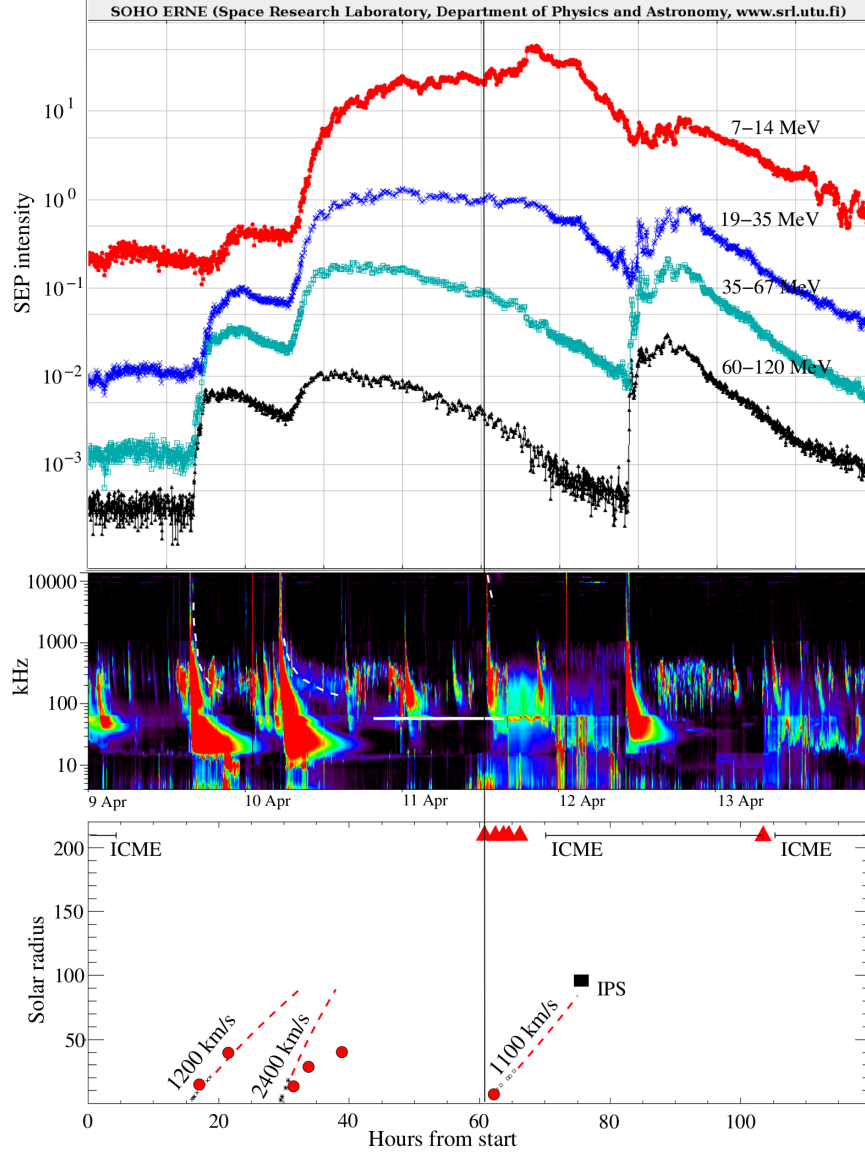 SOHO ERNE (Space Research Laboratory, Department of Physics and Astronomy, www.srl.utu.fi)
SEP intensity
10^1
10^0
10^-1
10^-2
10^-3
7–14 MeV
19–35 MeV
35–67 MeV
60–120 MeV
kHz
10000
1000
100
10
9 Apr
10 Apr
11 Apr
12 Apr
13 Apr
Solar radius
200
150
100
50
ICME
ICME
ICME
1200 km/s
2400 km/s
1100 km/s
IPS
0
20
40
60
80
100
Hours from start